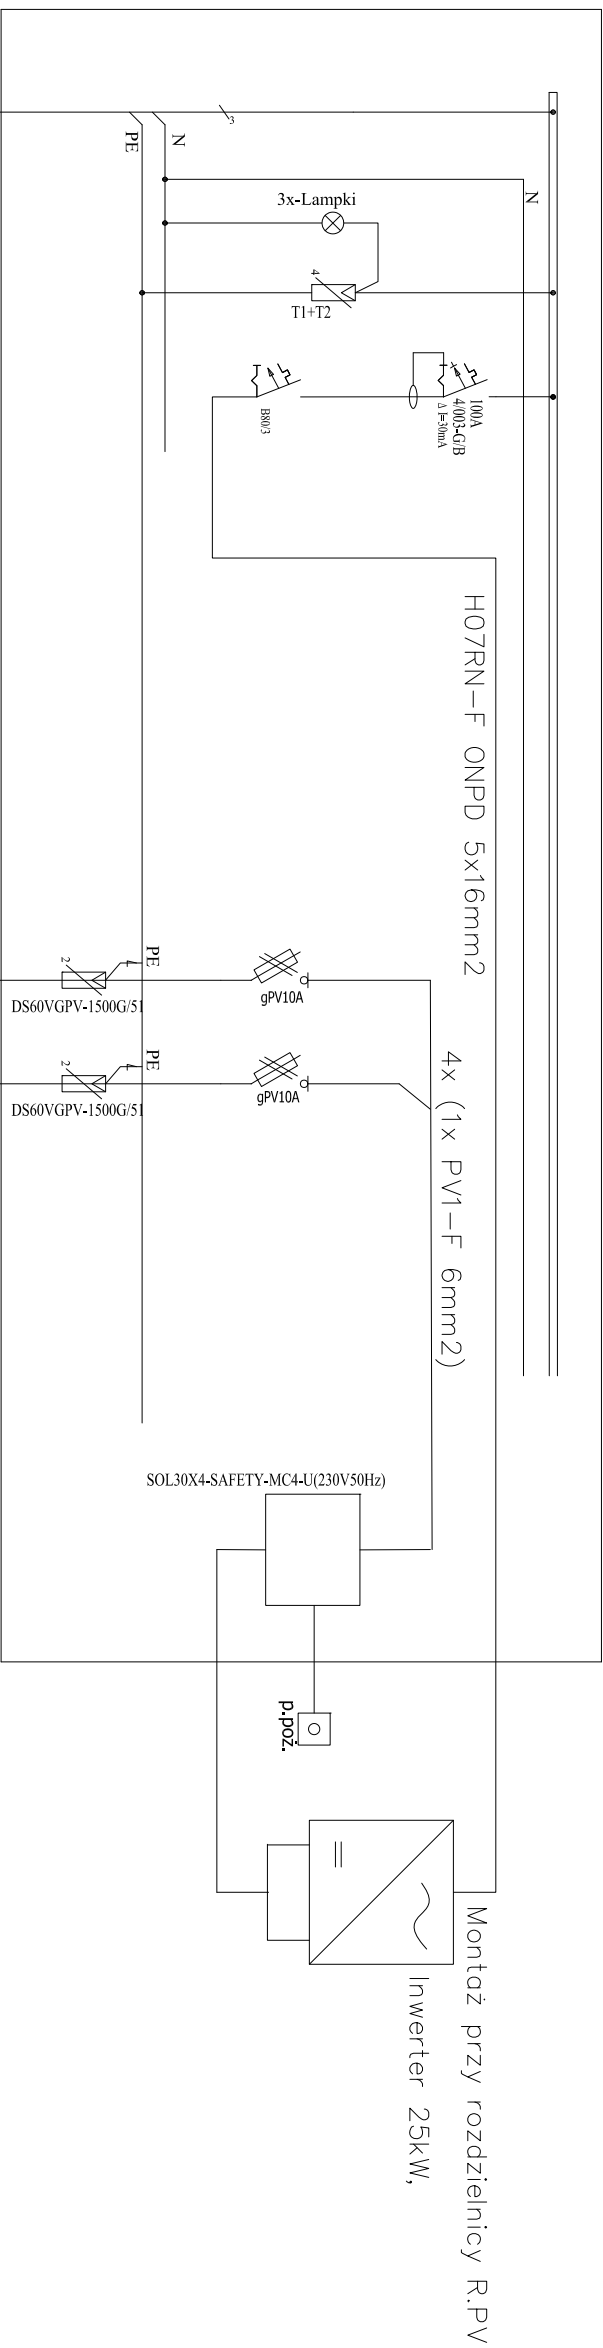 3
N
PE
N
3x-Lampki
4
T1+T2
100A
4/003-G/B
Δ I=30mA
B80/3
H07RN-F ONPD 5x16mm2
PE
2
DS60VGPV-1500G/51
gPV10A
PE
2
DS60VGPV-1500G/51
gPV10A
4x (1x PV1-F 6mm2)
SOL30X4-SAFETY-MC4-U(230V50Hz)
p.poż.
Montaż przy rozdzielnicy R.PV
Inwerter 25kW,